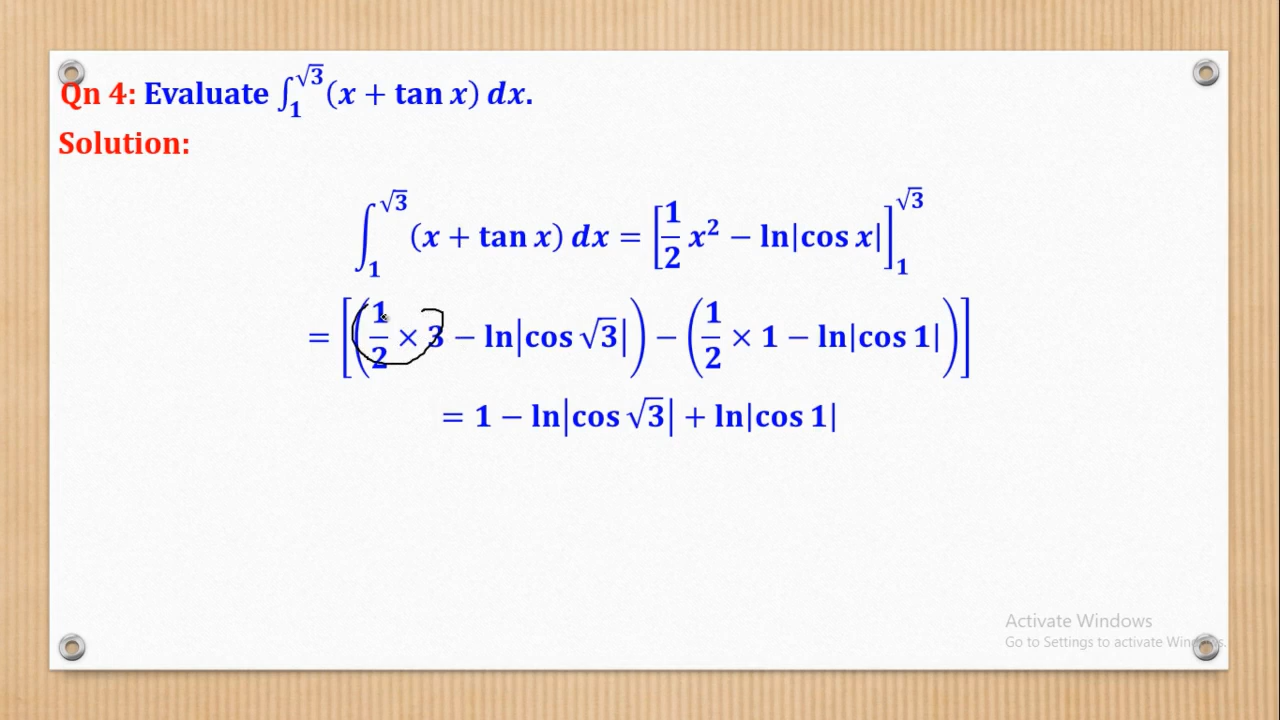 Qn 4: Evaluate ∫₁^√3 (x + tan x) dx.
Solution:
∫₁^√3 (x + tan x) dx = [1/2 x² − ln|cos x|]₁^√3
= [(1/2 × 3 − ln|cos √3|) − (1/2 × 1 − ln|cos 1|)]
= 1 − ln|cos √3| + ln|cos 1|
Activate Windows
Go to Settings to activate Windows.